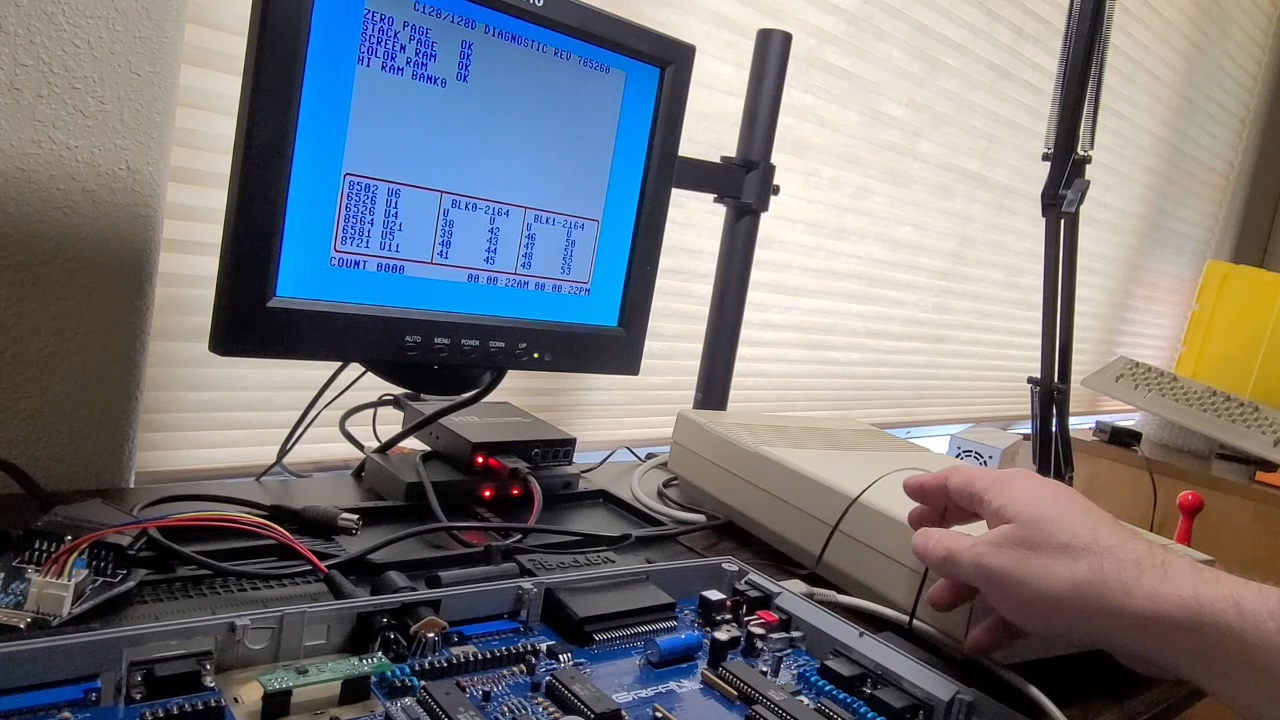 C128/128D DIAGNOSTIC REV 785260
ZERO PAGE OK
STACK PAGE OK
SCREEN RAM OK
COLOR RAM OK
HI RAM BANK0
8502 U6
6526 U1
6526 U4
8564 U21
6581 U5
8721 U11
BLK0-2164
U U
38 42
39 43
40 44
41 45
BLK1-2164
U U
46 50
47 51
48 52
49 53
COUNT 0000
00:00:22AM 00:00:22PM
AUTO MENU POWER DOWN UP